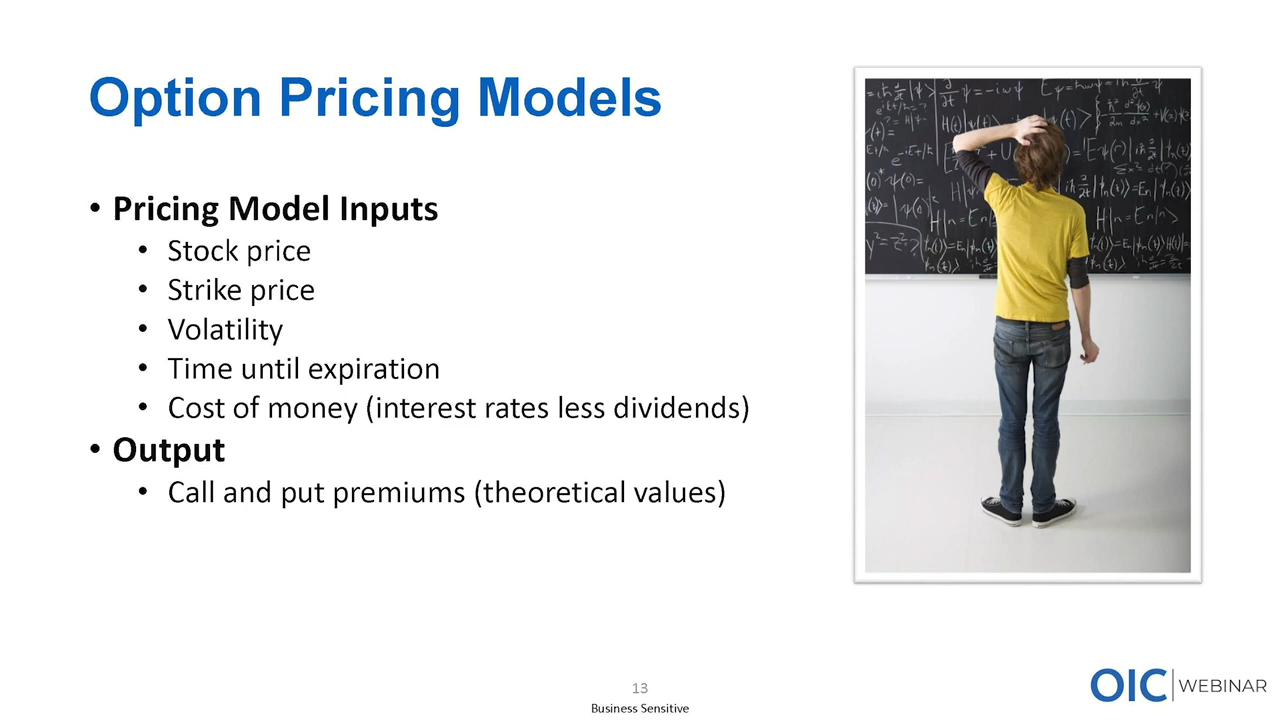 Option Pricing Models
• Pricing Model Inputs
• Stock price
• Strike price
• Volatility
• Time until expiration
• Cost of money (interest rates less dividends)
• Output
• Call and put premiums (theoretical values)
13
Business Sensitive
OIC WEBINAR